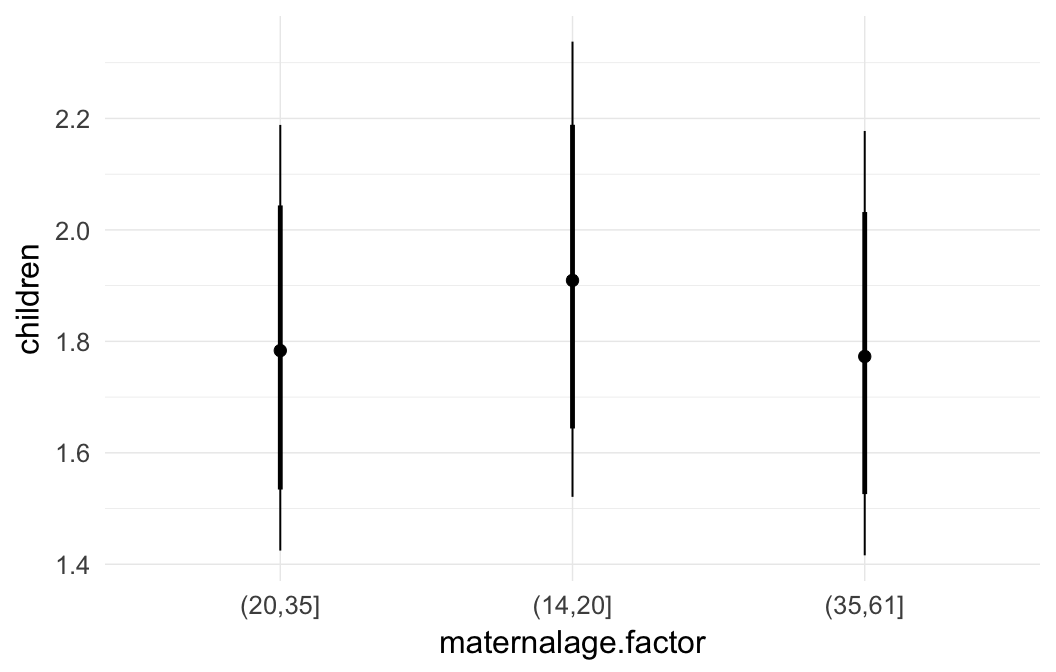 children
2.2
2.0
1.8
1.6
1.4
(20,35] (14,20] (35,61]
maternalage.factor